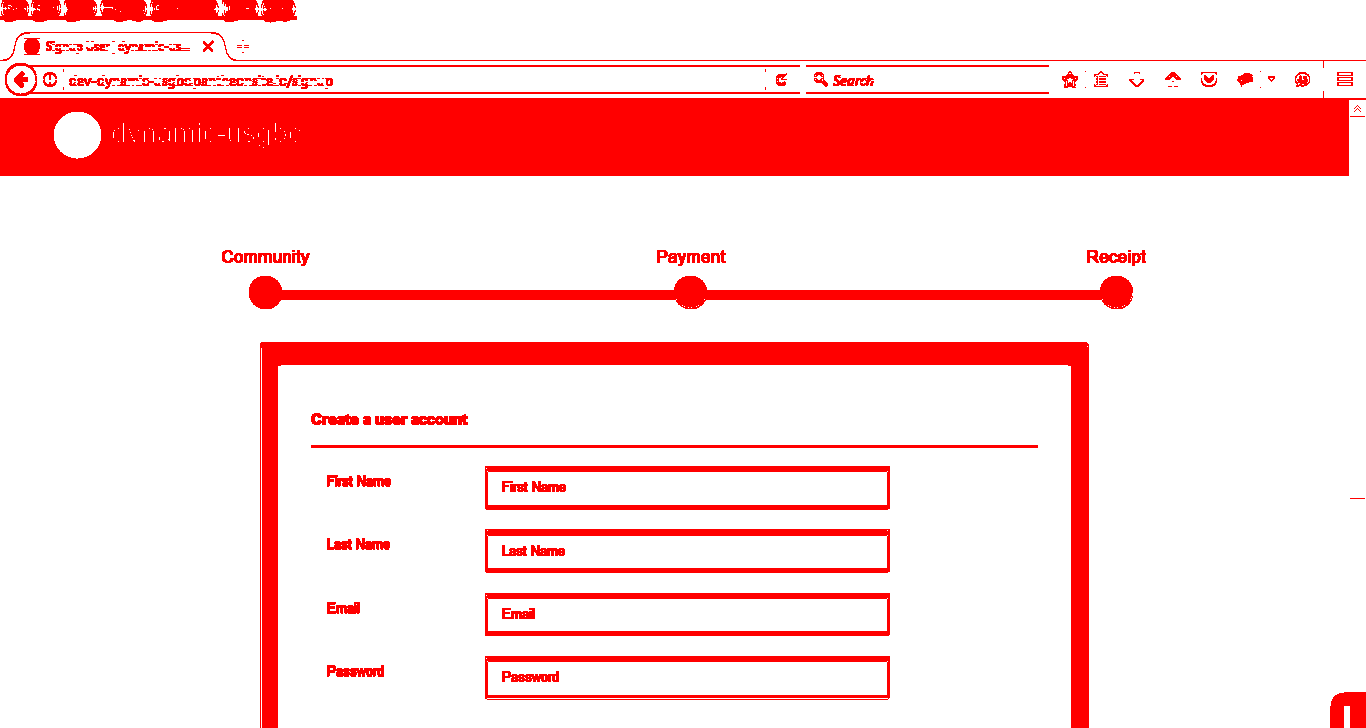 Signup User | dynamic-us...
dev-dynamic-usgbc.pantheonsite.io/signup
Search
dynamic-usgbc
Community
Payment
Receipt
Create a user account
First Name
First Name
Last Name
Last Name
Email
Email
Password
Password